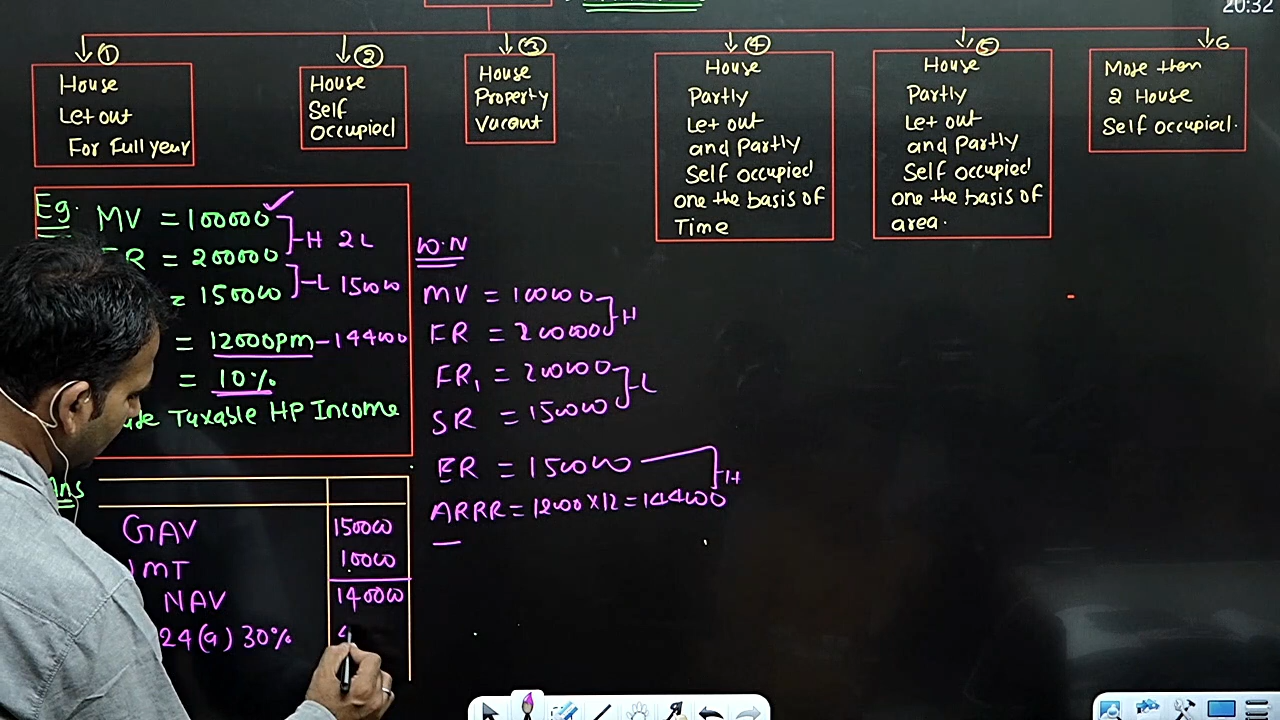 20:32
1
House
Let out
For Full year
2
House
Self
occupied
3
House
Property
Vacant
4
House
Partly
Let out
and Partly
Self occupied
one the basis of
Time
5
House
Partly
Let out
and Partly
Self occupied
one the basis of
area.
6
More then
2 House
Self occupied.
Eg.
MV = 100000 ]-H 2L
R = 200000
= 150000 ]-L 150000
= 12000pm - 144000
= 10%
Taxable HP Income
Ans
GAV 150000
LMT 10000
NAV 140000
24(a) 30% 4
W.N
MV = 100000 ]-H
FR = 200000
FR1 = 200000 ]-L
SR = 150000
ER = 150000 ]-H
ARRR = 12000 × 12 = 144000